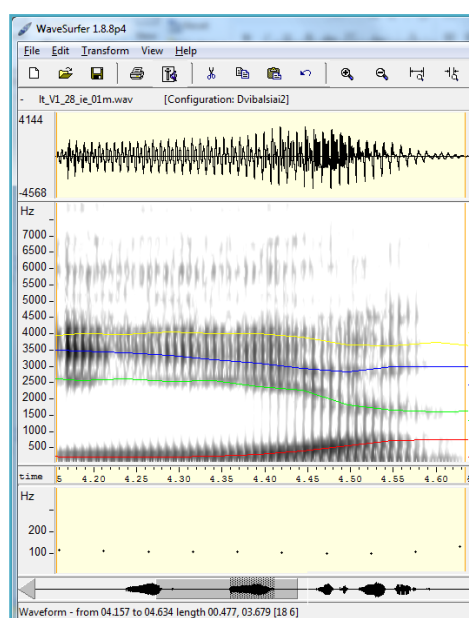 WaveSurfer 1.8.8p4
File Edit Transform View Help
- lt_V1_28_ie_01m.wav [Configuration: Dvibalsiai2]
4144
-4568
Hz
7000
6500
6000
5500
5000
4500
4000
3500
3000
2500
2000
1500
1000
500
time 5 4.20 4.25 4.30 4.35 4.40 4.45 4.50 4.55 4.60
Hz
200
100
Waveform - from 04.157 to 04.634 length 00.477, 03.679 [18 6]